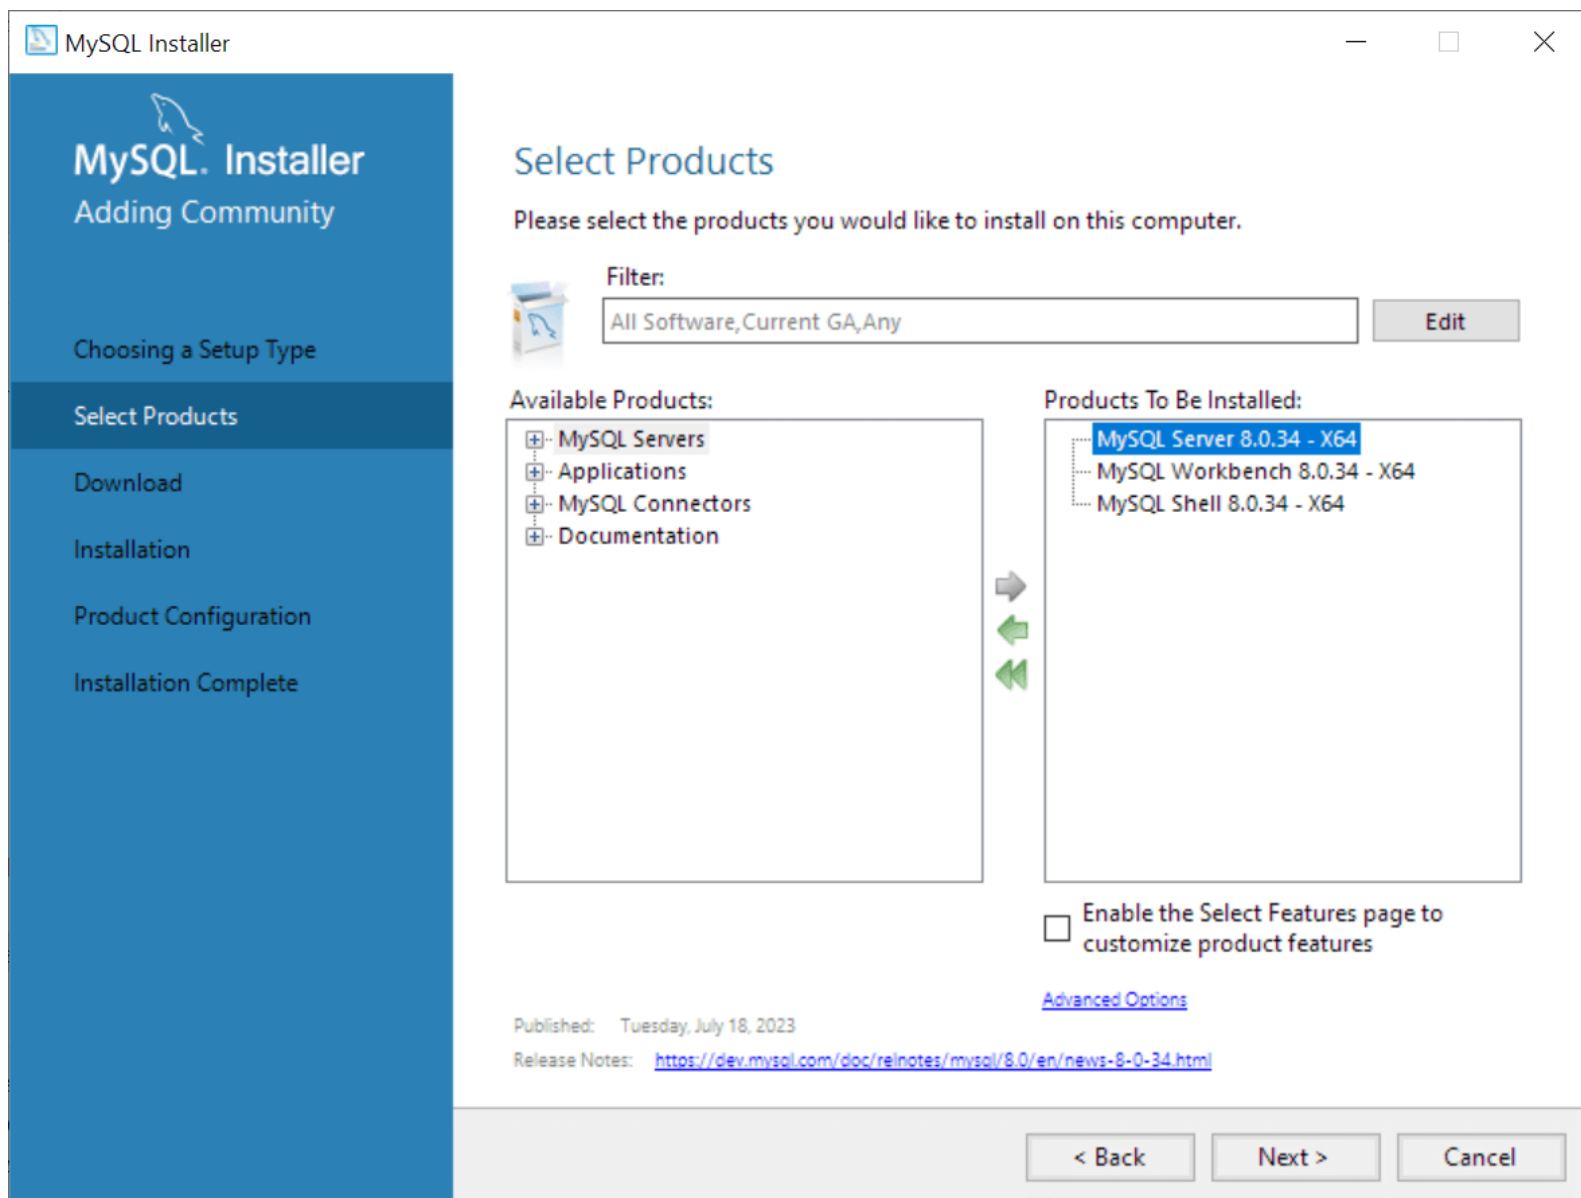 MySQL Installer
MySQL. Installer
Adding Community
Choosing a Setup Type
Select Products
Download
Installation
Product Configuration
Installation Complete
Select Products
Please select the products you would like to install on this computer.
Filter:
All Software,Current GA,Any
Edit
Available Products:
MySQL Servers
Applications
MySQL Connectors
Documentation
Products To Be Installed:
MySQL Server 8.0.34 - X64
MySQL Workbench 8.0.34 - X64
MySQL Shell 8.0.34 - X64
Enable the Select Features page to
customize product features
Advanced Options
Published: Tuesday, July 18, 2023
Release Notes: https://dev.mysql.com/doc/relnotes/mysql/8.0/en/news-8-0-34.html
< Back
Next >
Cancel